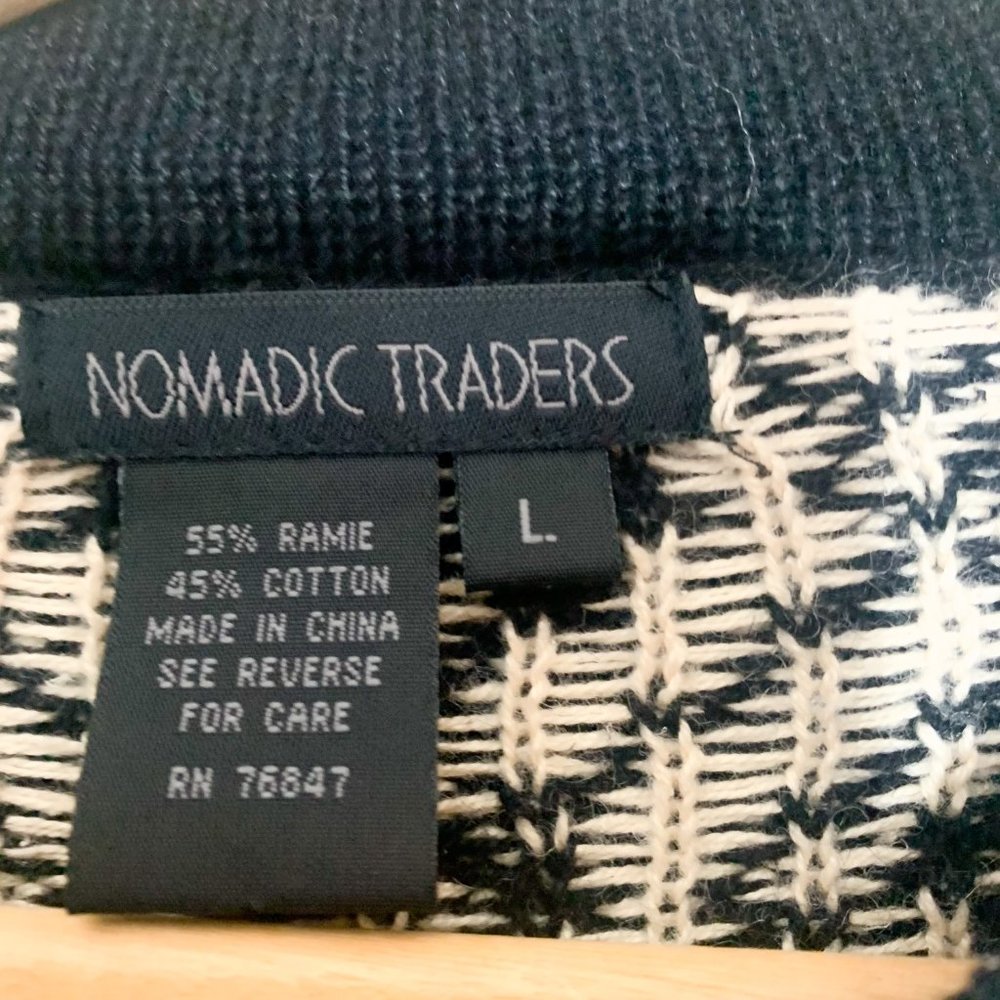 NOMADIC TRADERS
L.
55% RAMIE
45% COTTON
MADE IN CHINA
SEE REVERSE
FOR CARE
RN 76847